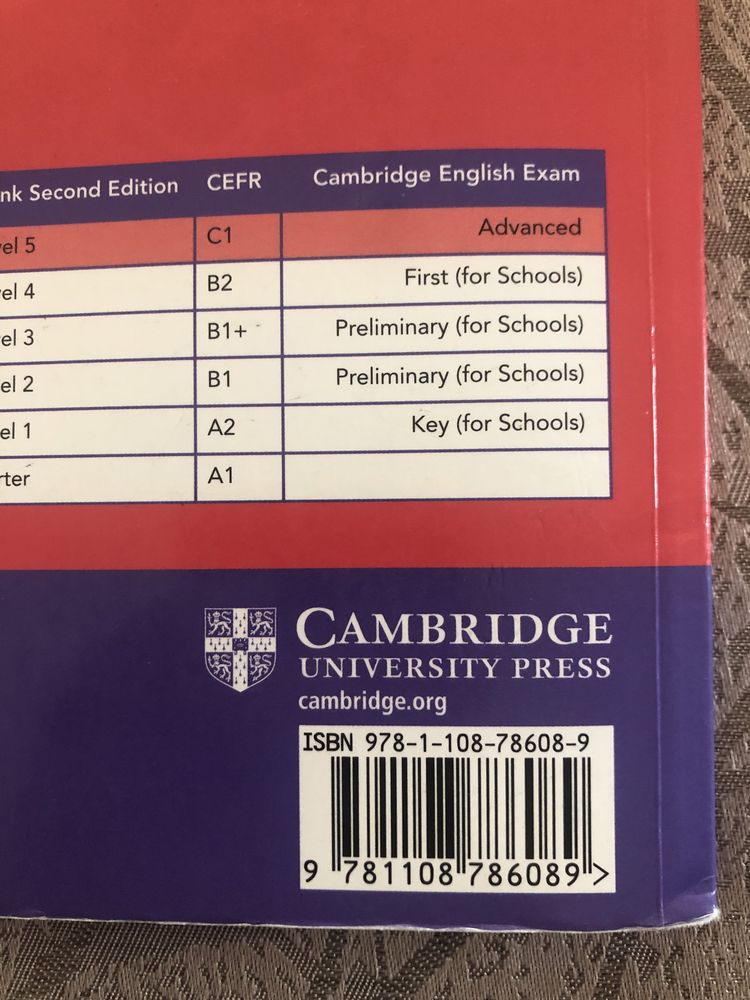 nk Second Edition CEFR Cambridge English Exam
el 5 C1 Advanced
el 4 B2 First (for Schools)
el 3 B1+ Preliminary (for Schools)
el 2 B1 Preliminary (for Schools)
el 1 A2 Key (for Schools)
rter A1
CAMBRIDGE
UNIVERSITY PRESS
cambridge.org
ISBN 978-1-108-78608-9
9 781108 786089 >